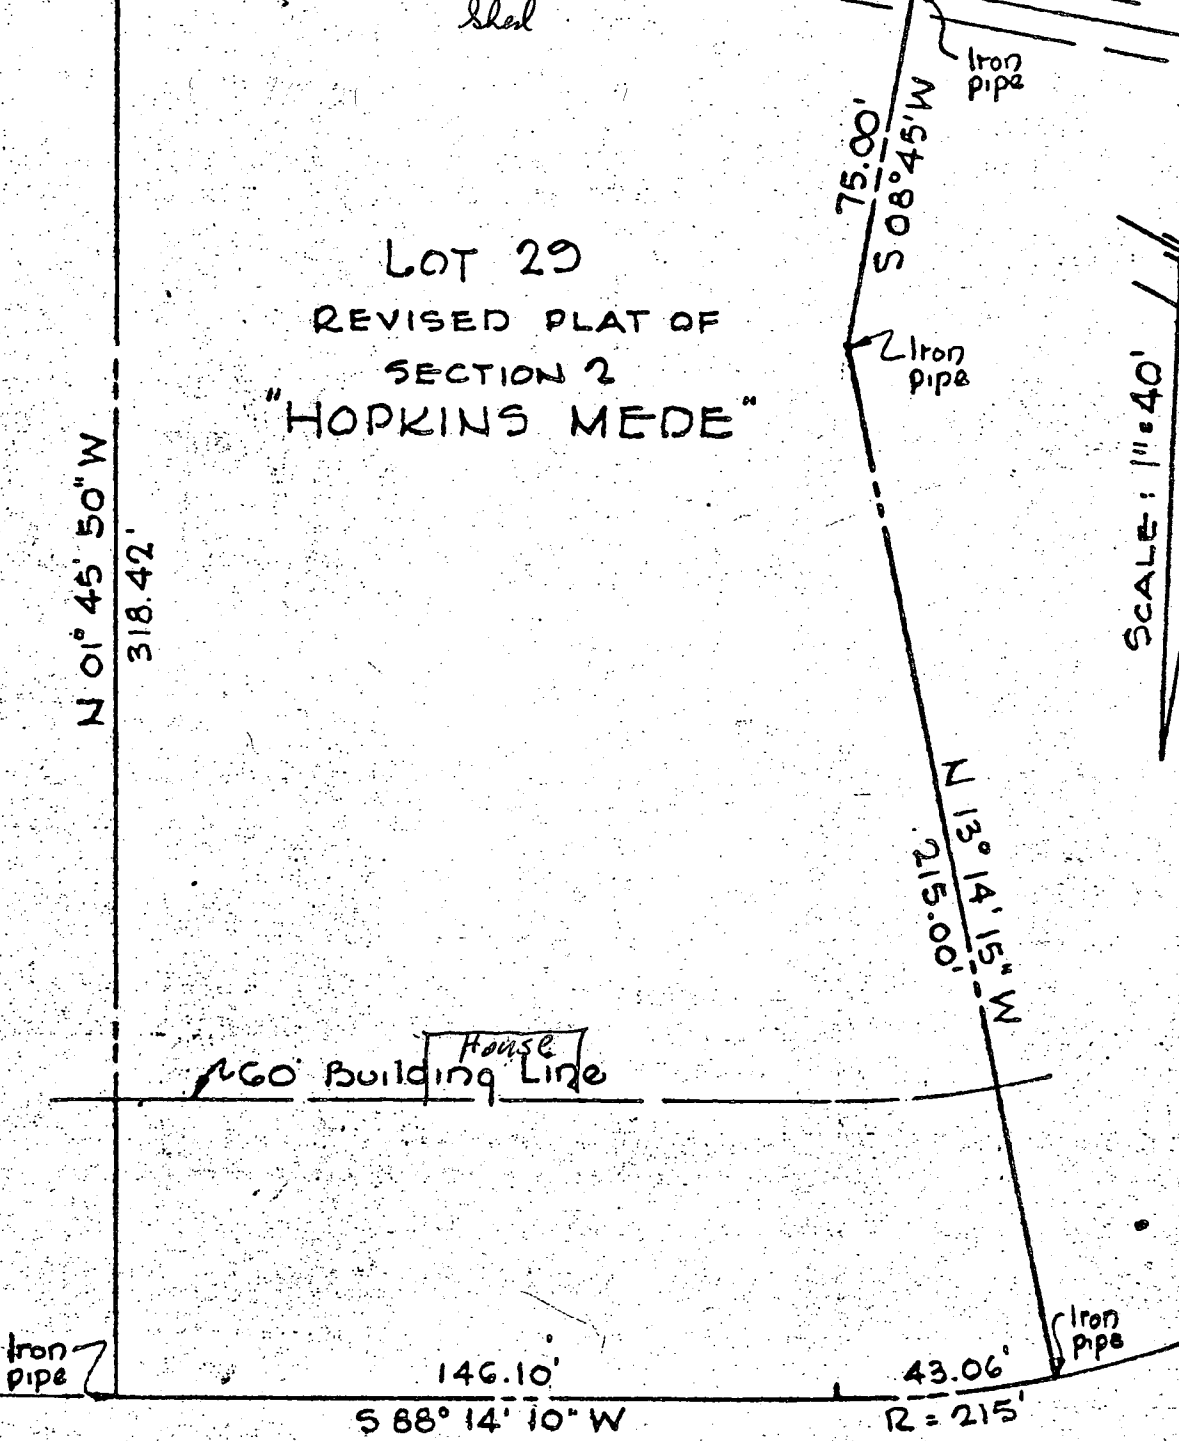 Shed
Iron
pipe
75.00'
S 08°45'W
LOT 29
REVISED PLAT OF
SECTION 2
"HOPKINS MEDE"
Iron
pipe
SCALE: 1"=40'
N 01° 45' 50" W
318.42'
N 13° 14' 15" W
215.00'
House
60' Building Line
Iron
pipe
146.10'
S 88° 14' 10" W
43.06'
R = 215'
Iron
pipe